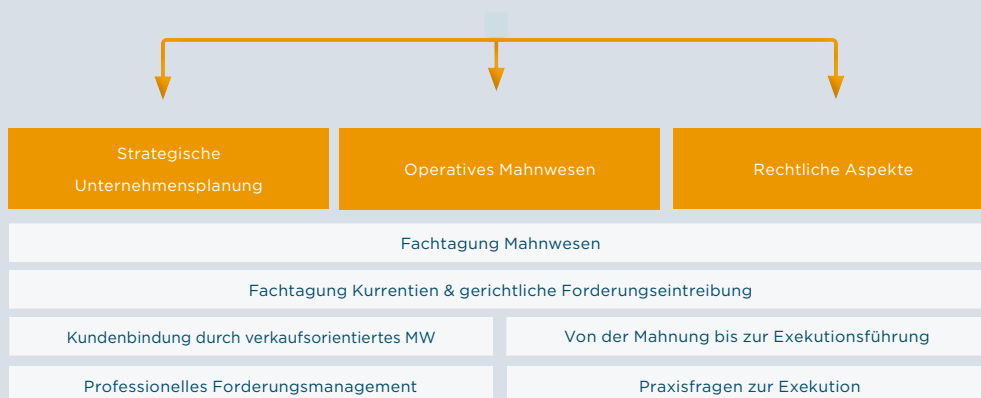 Strategische
Unternehmensplanung
Operatives Mahnwesen
Rechtliche Aspekte
Fachtagung Mahnwesen
Fachtagung Kurrentien & gerichtliche Forderungseintreibung
Kundenbindung durch verkaufsorientiertes MW
Von der Mahnung bis zur Exekutionsführung
Professionelles Forderungsmanagement
Praxisfragen zur Exekution